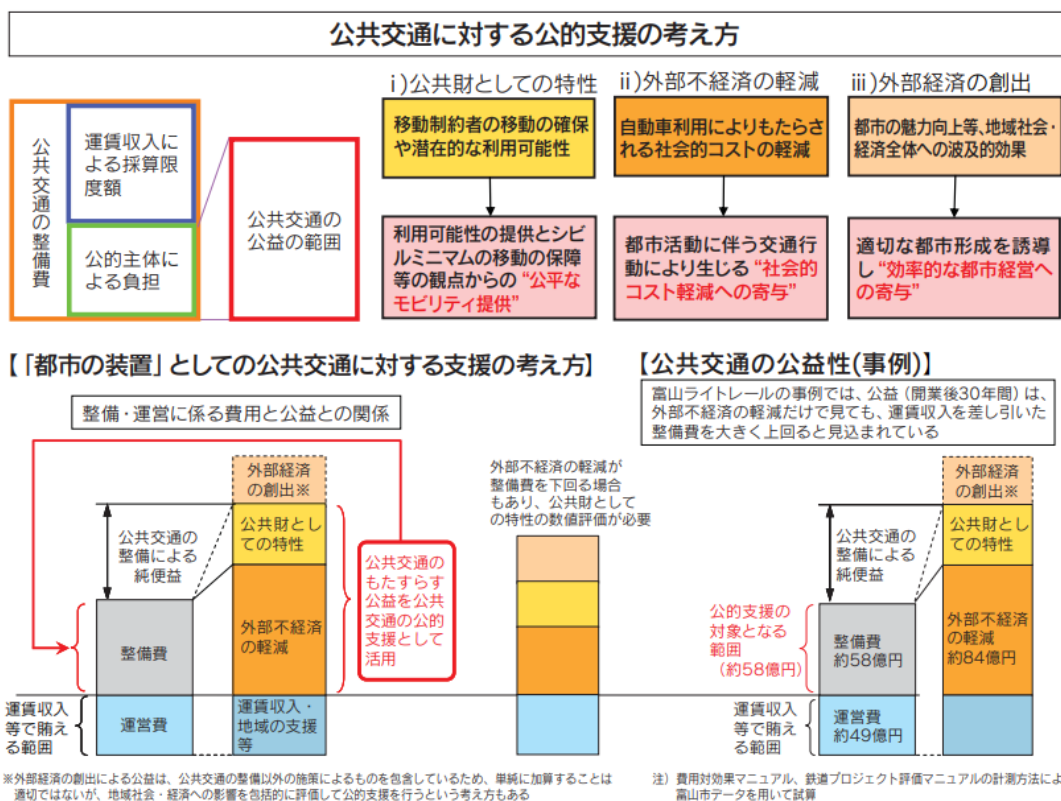 公共交通に対する公的支援の考え方
公共交通の整備費
運賃収入
による採算限
度額
公的主体に
よる負担
公共交通の
公益の範囲
ⅰ)公共財としての特性
移動制約者の移動の確保
や潜在的な利用可能性
利用可能性の提供とシビ
ルミニマムの移動の保障
等の観点からの “公平な
モビリティ提供”
ⅱ)外部不経済の軽減
自動車利用によりもたらさ
れる社会的コストの軽減
都市活動に伴う交通行
動により生じる “社会的
コスト軽減への寄与”
ⅲ)外部経済の創出
都市の魅力向上等、地域社会・
経済全体への波及的効果
適切な都市形成を誘導
し “効率的な都市経営へ
の寄与”
【「都市の装置」としての公共交通に対する支援の考え方】
整備・運営に係る費用と公益との関係
外部経済
の創出※
公共財とし
ての特性
公共交通の
整備による
純便益
外部不経済
の軽減
整備費
運賃収入
等で賄え
る範囲
運営費
運賃収入・
地域の支援
等
公共交通の
もたすらす
公益を公共
交通の公的
支援として
活用
外部不経済の軽減が
整備費を下回る場合
もあり、公共財として
の特性の数値評価が必要
【公共交通の公益性(事例)】
富山ライトレールの事例では、公益(開業後30年間)は、
外部不経済の軽減だけで見ても、運賃収入を差し引いた
整備費を大きく上回ると見込まれている
外部経済
の創出※
公共財とし
ての特性
公共交通の
整備による
純便益
外部不経済
の軽減
約84億円
公的支援の
対象となる
範囲
(約58億円)
整備費
約58億円
運賃収入
等で賄え
る範囲
運営費
約49億円
※外部経済の創出による公益は、公共交通の整備以外の施策によるものを包含しているため、単純に加算することは
適切ではないが、地域社会・経済への影響を包括的に評価して公的支援を行うという考え方もある
注) 費用対効果マニュアル、鉄道プロジェクト評価マニュアルの計測方法によ
富山市データを用いて試算